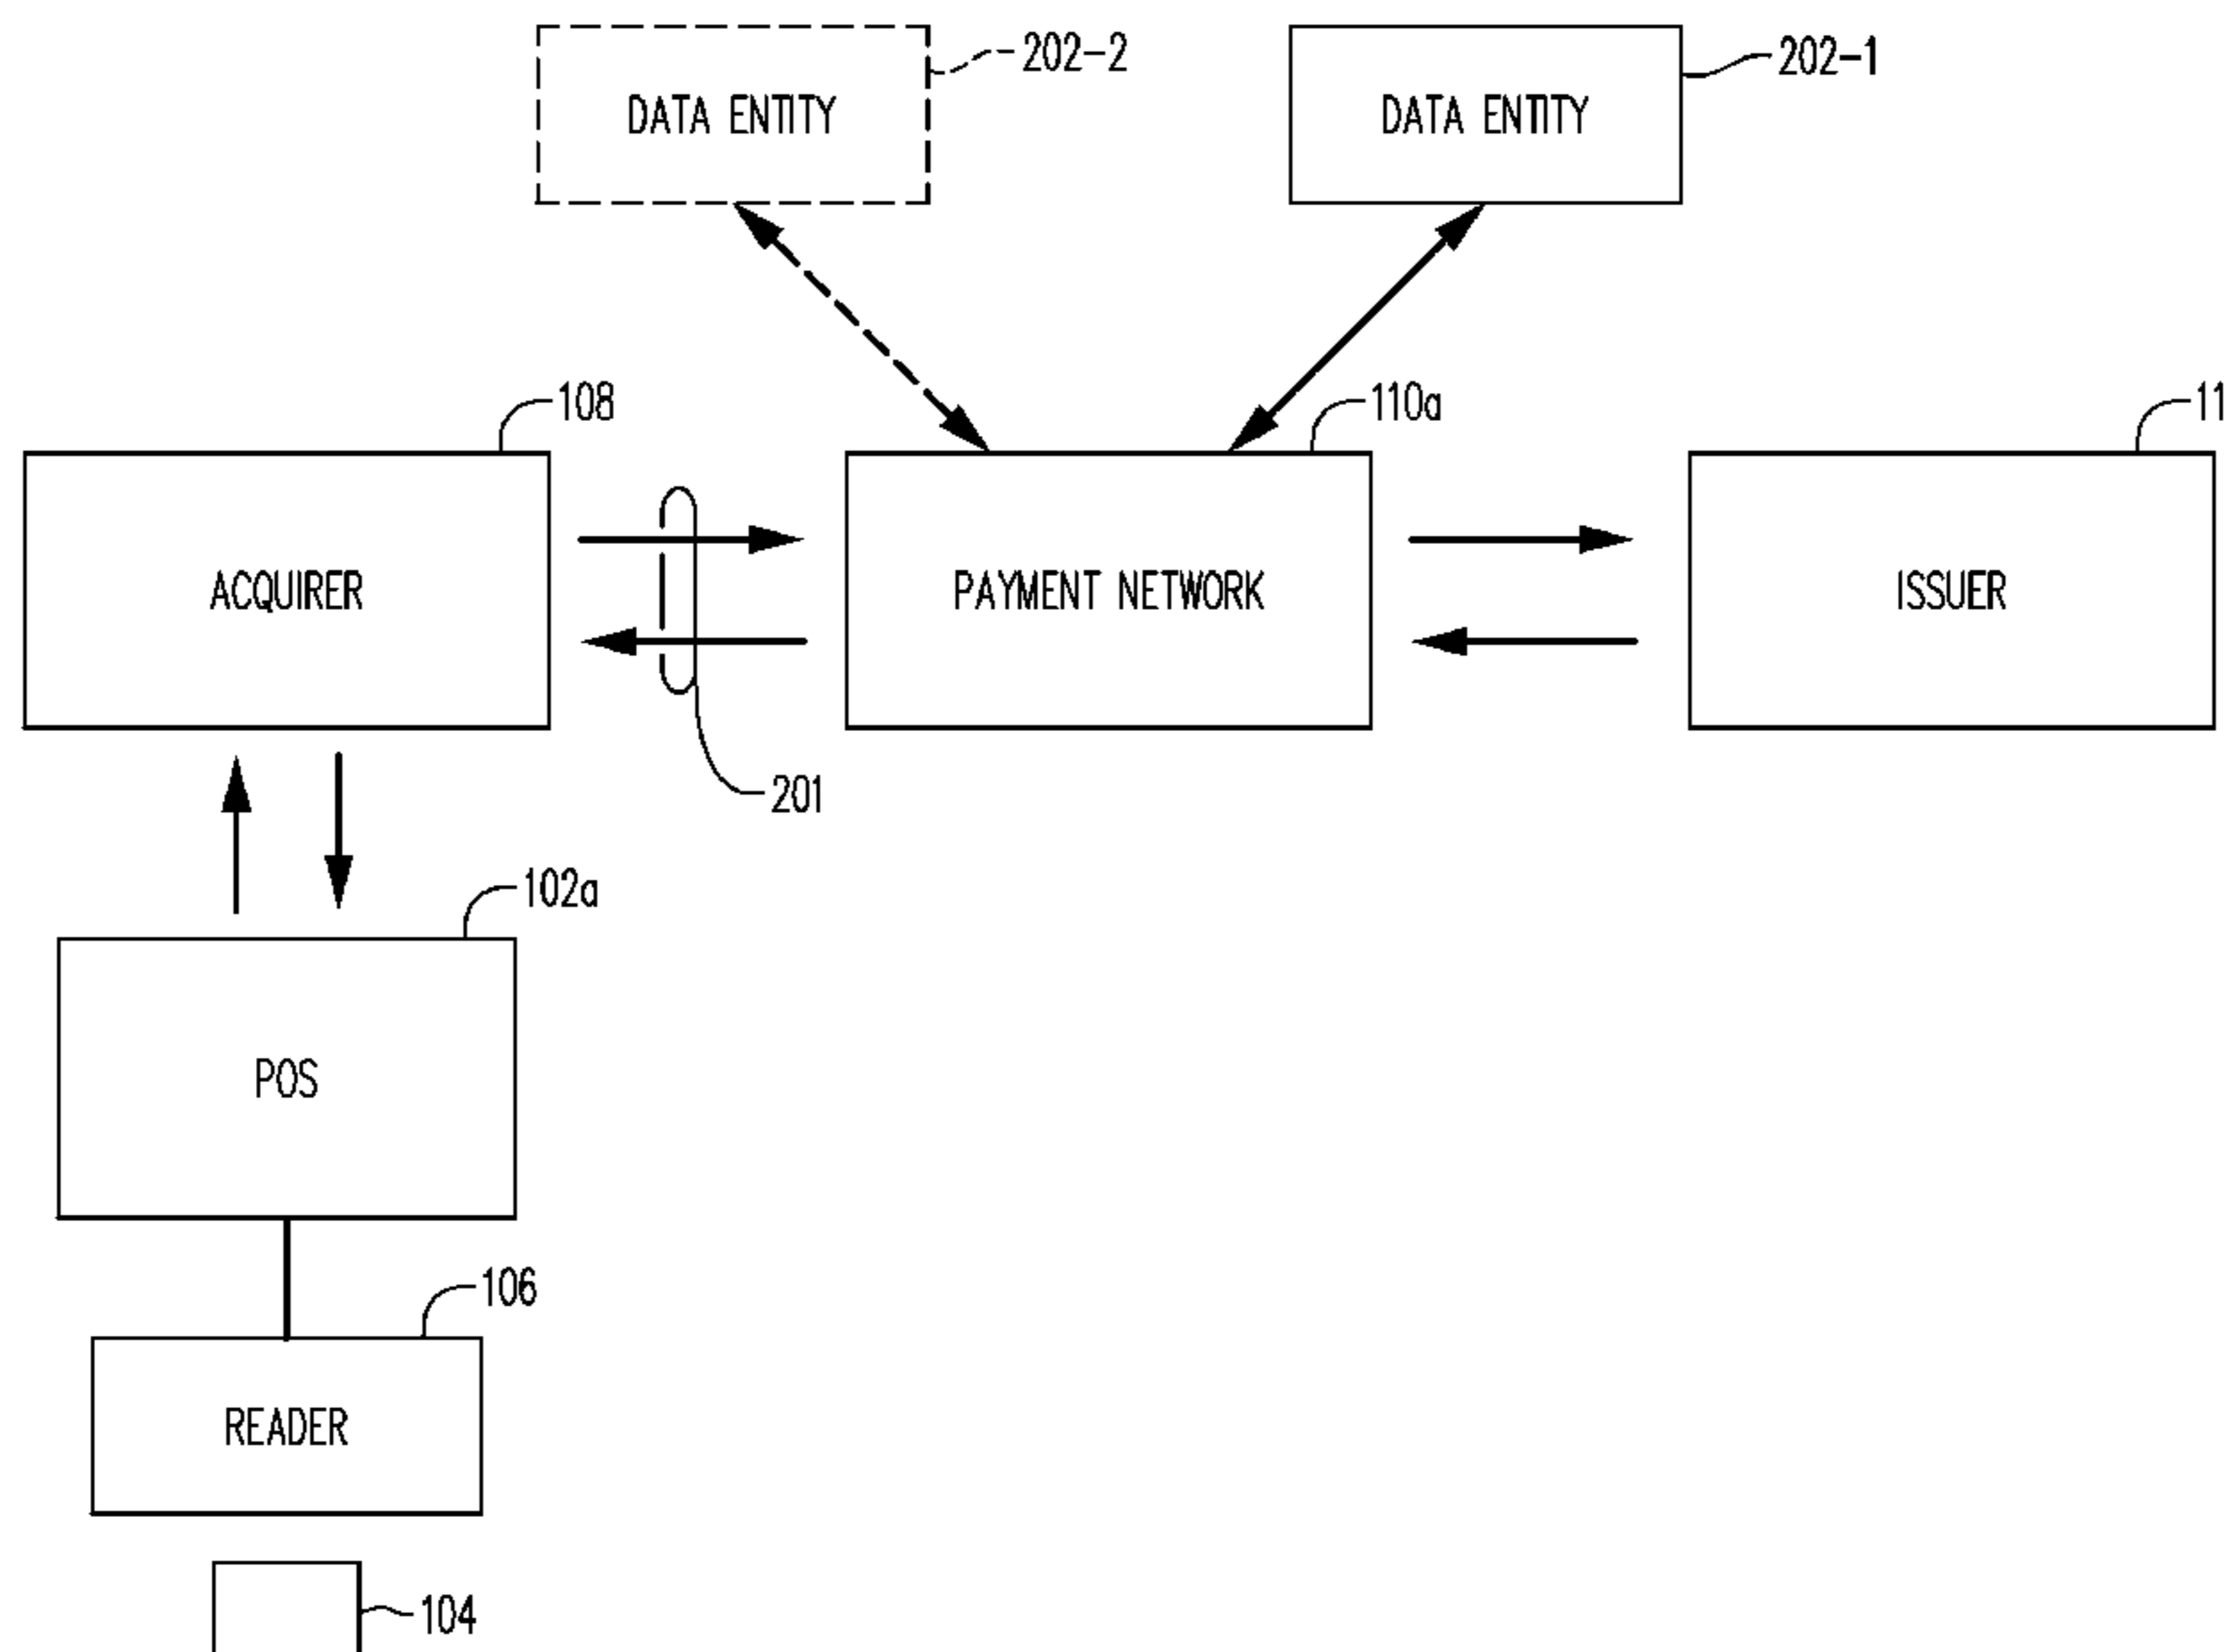 202-2
202-1
DATA ENTITY
DATA ENTITY
108
110a
11
ACQUIRER
PAYMENT NETWORK
ISSUER
201
102a
POS
106
READER
104